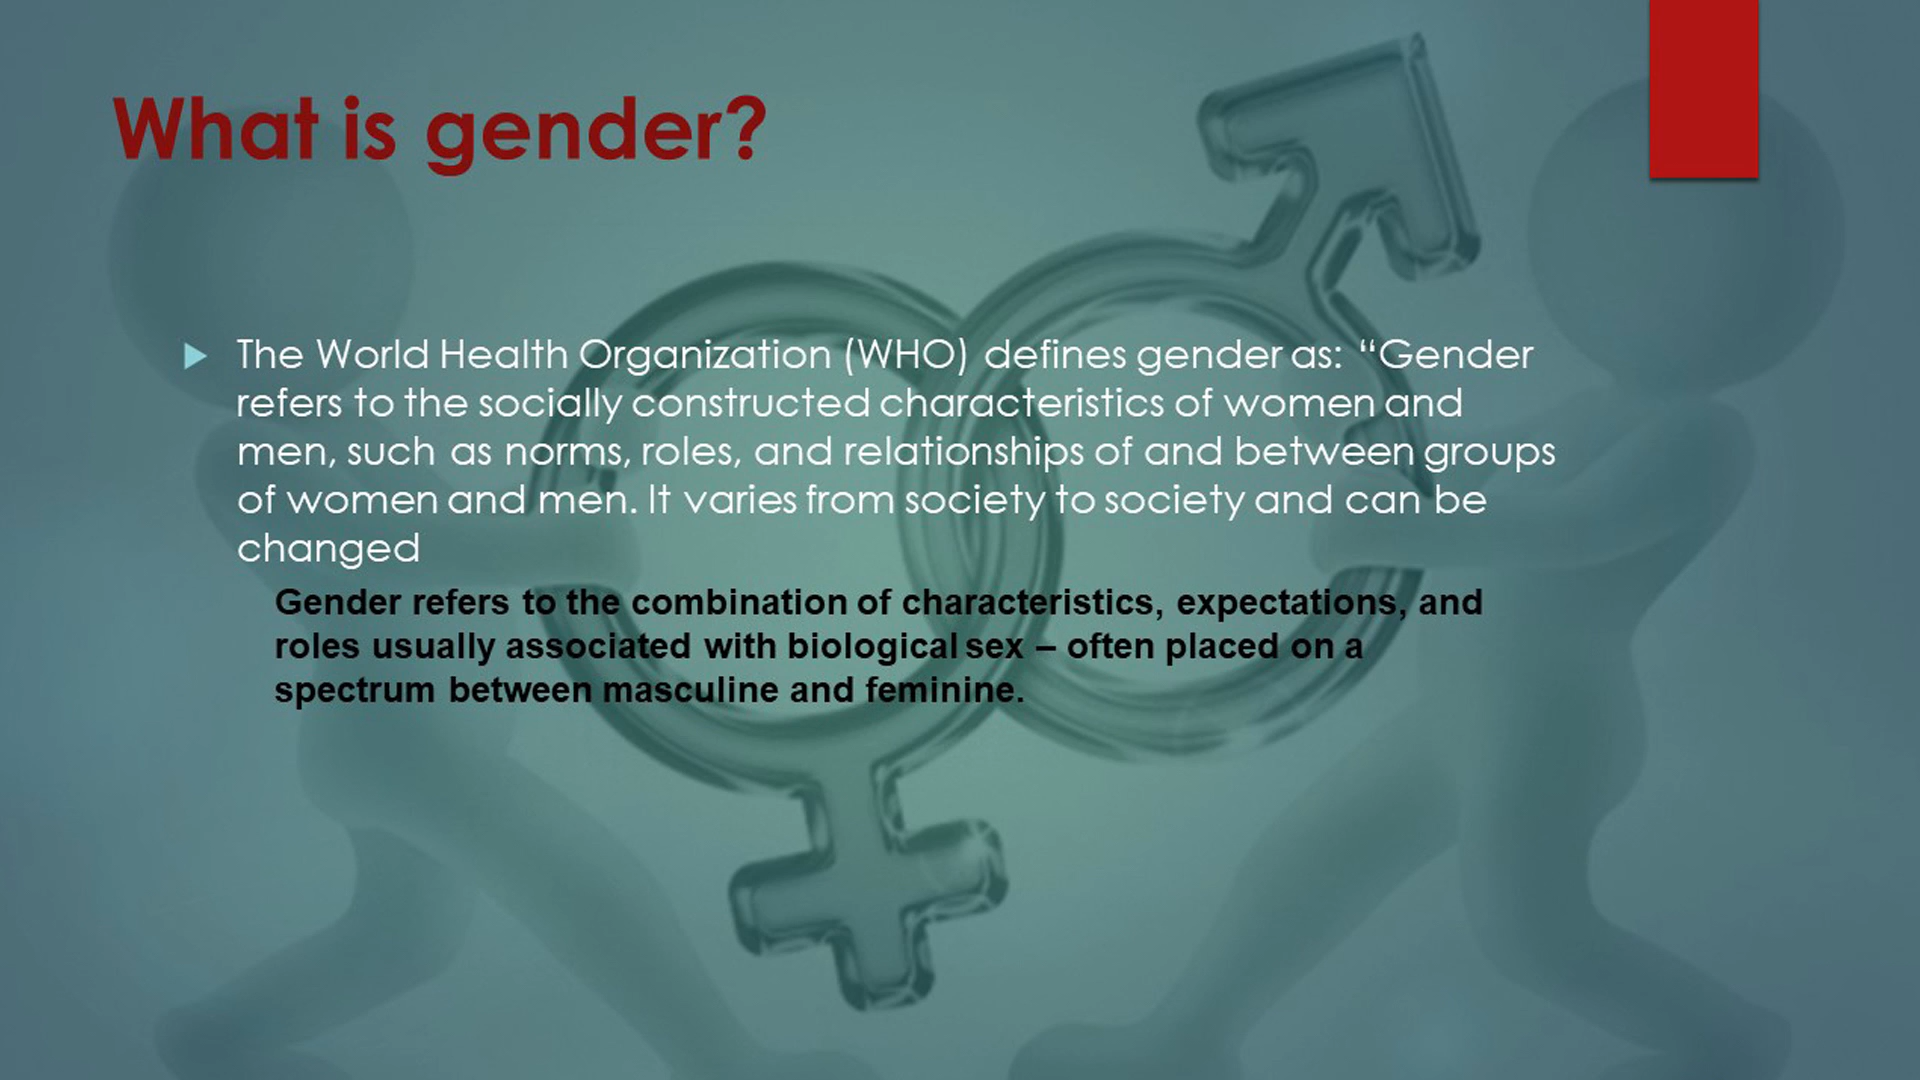 What is gender?
The World Health Organization (WHO) defines gender as: “Gender
refers to the socially constructed characteristics of women and
men, such as norms, roles, and relationships of and between groups
of women and men. It varies from society to society and can be
changed
Gender refers to the combination of characteristics, expectations, and
roles usually associated with biological sex – often placed on a
spectrum between masculine and feminine.